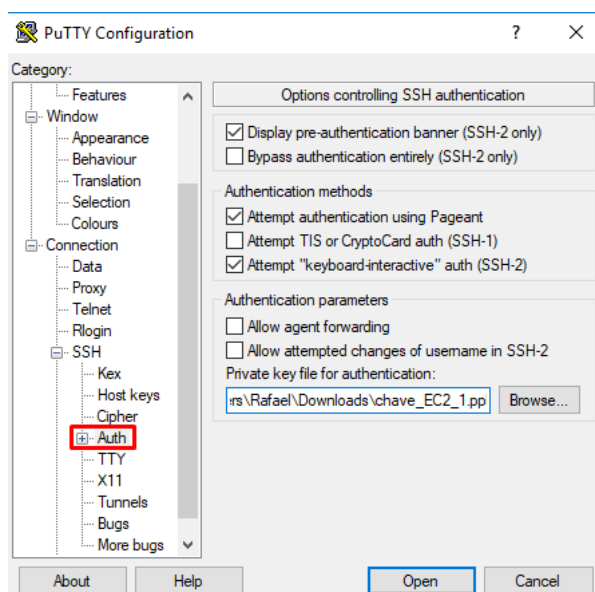 PuTTY Configuration
?
Category:
Features
Window
Appearance
Behaviour
Translation
Selection
Colours
Connection
Data
Proxy
Telnet
Rlogin
SSH
Kex
Host keys
Cipher
Auth
TTY
X11
Tunnels
Bugs
More bugs
Options controlling SSH authentication
Display pre-authentication banner (SSH-2 only)
Bypass authentication entirely (SSH-2 only)
Authentication methods
Attempt authentication using Pageant
Attempt TIS or CryptoCard auth (SSH-1)
Attempt "keyboard-interactive" auth (SSH-2)
Authentication parameters
Allow agent forwarding
Allow attempted changes of username in SSH-2
Private key file for authentication:
rs\Rafael\Downloads\chave_EC2_1.pp
Browse...
About
Help
Open
Cancel